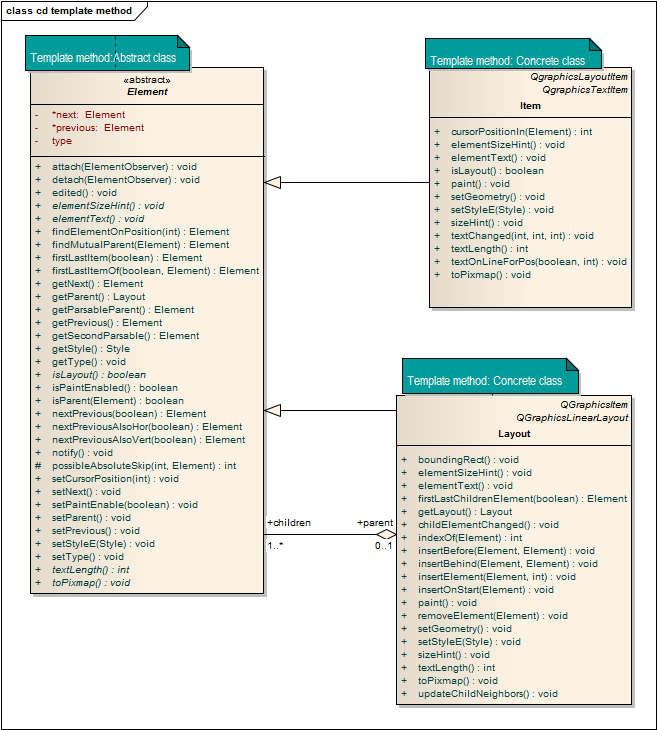 class cd template method
Template method:Abstract class
«abstract»
Element
- *next: Element
- *previous: Element
- type
+ attach(ElementObserver) : void
+ detach(ElementObserver) : void
+ edited() : void
+ elementSizeHint() : void
+ elementText() : void
+ findElementOnPosition(int) : Element
+ findMutualParent(Element) : Element
+ firstLastItem(boolean) : Element
+ firstLastItemOf(boolean, Element) : Element
+ getNext() : Element
+ getParent() : Layout
+ getParsableParent() : Element
+ getPrevious() : Element
+ getSecondParsable() : Element
+ getStyle() : Style
+ getType() : void
+ isLayout() : boolean
+ isPaintEnabled() : boolean
+ isParent(Element) : boolean
+ nextPrevious(boolean) : Element
+ nextPreviousAlsoHor(boolean) : Element
+ nextPreviousAlsoVert(boolean) : Element
+ notify() : void
# possibleAbsoluteSkip(int, Element) : int
+ setCursorPosition(int) : void
+ setNext() : void
+ setPaintEnable(boolean) : void
+ setParent() : void
+ setPrevious() : void
+ setStyleE(Style) : void
+ setType() : void
+ textLength() : int
+ toPixmap() : void
Template method: Concrete class
QgraphicsLayoutItem
QgraphicsTextItem
Item
+ cursorPositionIn(Element) : int
+ elementSizeHint() : void
+ elementText() : void
+ isLayout() : boolean
+ paint() : void
+ setGeometry() : void
+ setStyleE(Style) : void
+ sizeHint() : void
+ textChanged(int, int, int) : void
+ textLength() : int
+ textOnLineForPos(boolean, int) : void
+ toPixmap() : void
Template method: Concrete class
QGraphicsItem
QGraphicsLinearLayout
Layout
+ boundingRect() : void
+ elementSizeHint() : void
+ elementText() : void
+ firstLastChildrenElement(boolean) : Element
+ getLayout() : Layout
+ childElementChanged() : void
+ indexOf(Element) : int
+ insertBefore(Element, Element) : void
+ insertBehind(Element, Element) : void
+ insertElement(Element, int) : void
+ insertOnStart(Element) : void
+ paint() : void
+ removeElement(Element) : void
+ setGeometry() : void
+ setStyleE(Style) : void
+ sizeHint() : void
+ textLength() : int
+ toPixmap() : void
+ updateChildNeighbors() : void
+children +parent
1..* 0..1